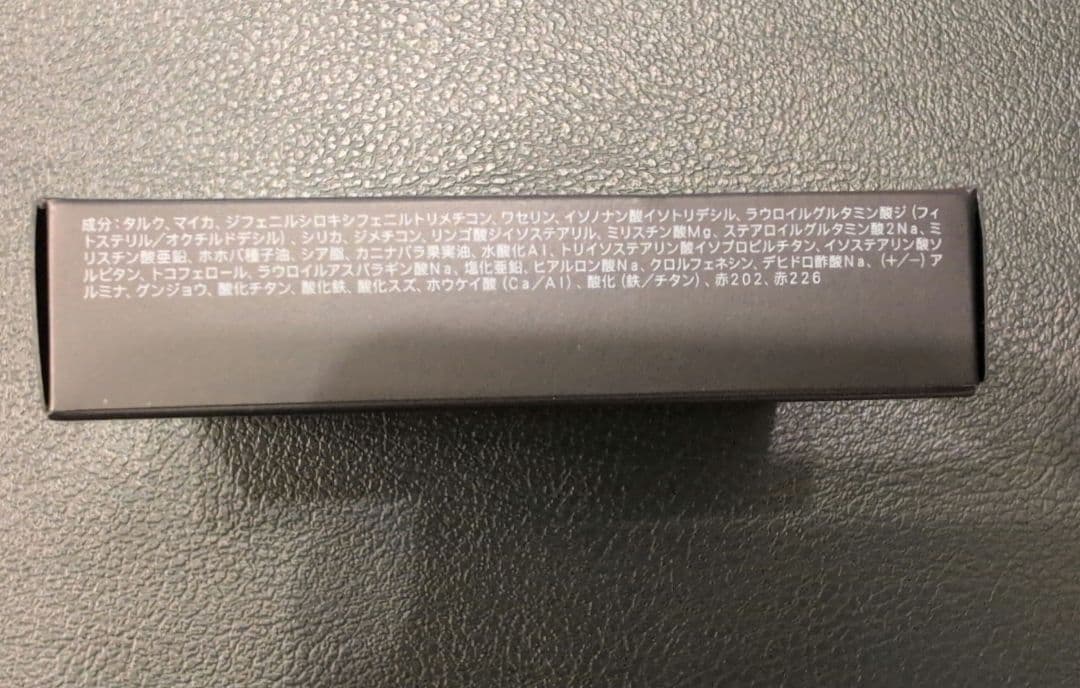 成分：タルク、マイカ、ジフェニルシロキシフェニルトリメチコン、ワセリン、イソノナン酸イソトリデシル、ラウロイルグルタミン酸ジ（フィ
トステリル／オクチルドデシル）、シリカ、ジメチコン、リンゴ酸ジイソステアリル、ミリスチン酸Mg、ステアロイルグルタミン酸2Na、ミ
リスチン酸亜鉛、ホホバ種子油、シア脂、カニナバラ果実油、水酸化Al、トリイソステアリン酸イソプロピルチタン、イソステアリン酸ソ
ルビタン、トコフェロール、ラウロイルアスパラギン酸Na、塩化亜鉛、ヒアルロン酸Na、クロルフェネシン、デヒドロ酢酸Na、（+／−）ア
ルミナ、グンジョウ、酸化チタン、酸化鉄、酸化スズ、ホウケイ酸（Ca／Al）、酸化（鉄／チタン）、赤202、赤226